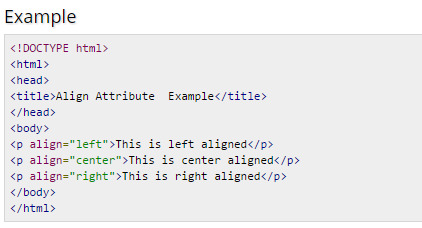 Example
<!DOCTYPE html>
<html>
<head>
<title>Align Attribute  Example</title>
</head>
<body>
<p align="left">This is left aligned</p>
<p align="center">This is center aligned</p>
<p align="right">This is right aligned</p>
</body>
</html>